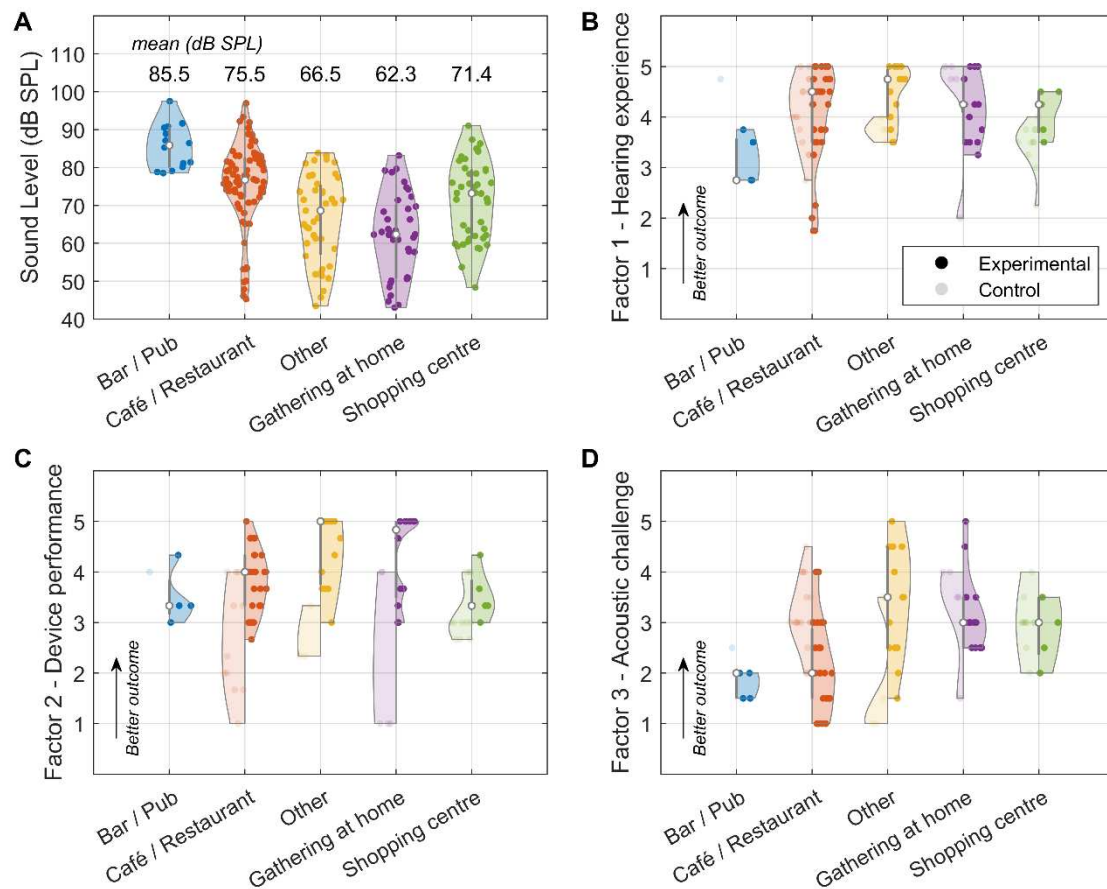 A
mean (dB SPL)
85.5 75.5 66.5 62.3 71.4
Sound Level (dB SPL)
110
100
90
80
70
60
50
40
Bar / Pub
Café / Restaurant
Other
Gathering at home
Shopping centre
B
Factor 1 - Hearing experience
5
4
3
2
1
Better outcome
Experimental
Control
Bar / Pub
Café / Restaurant
Other
Gathering at home
Shopping centre
C
Factor 2 - Device performance
5
4
3
2
1
Better outcome
Bar / Pub
Café / Restaurant
Other
Gathering at home
Shopping centre
D
Factor 3 - Acoustic challenge
5
4
3
2
1
Better outcome
Bar / Pub
Café / Restaurant
Other
Gathering at home
Shopping centre